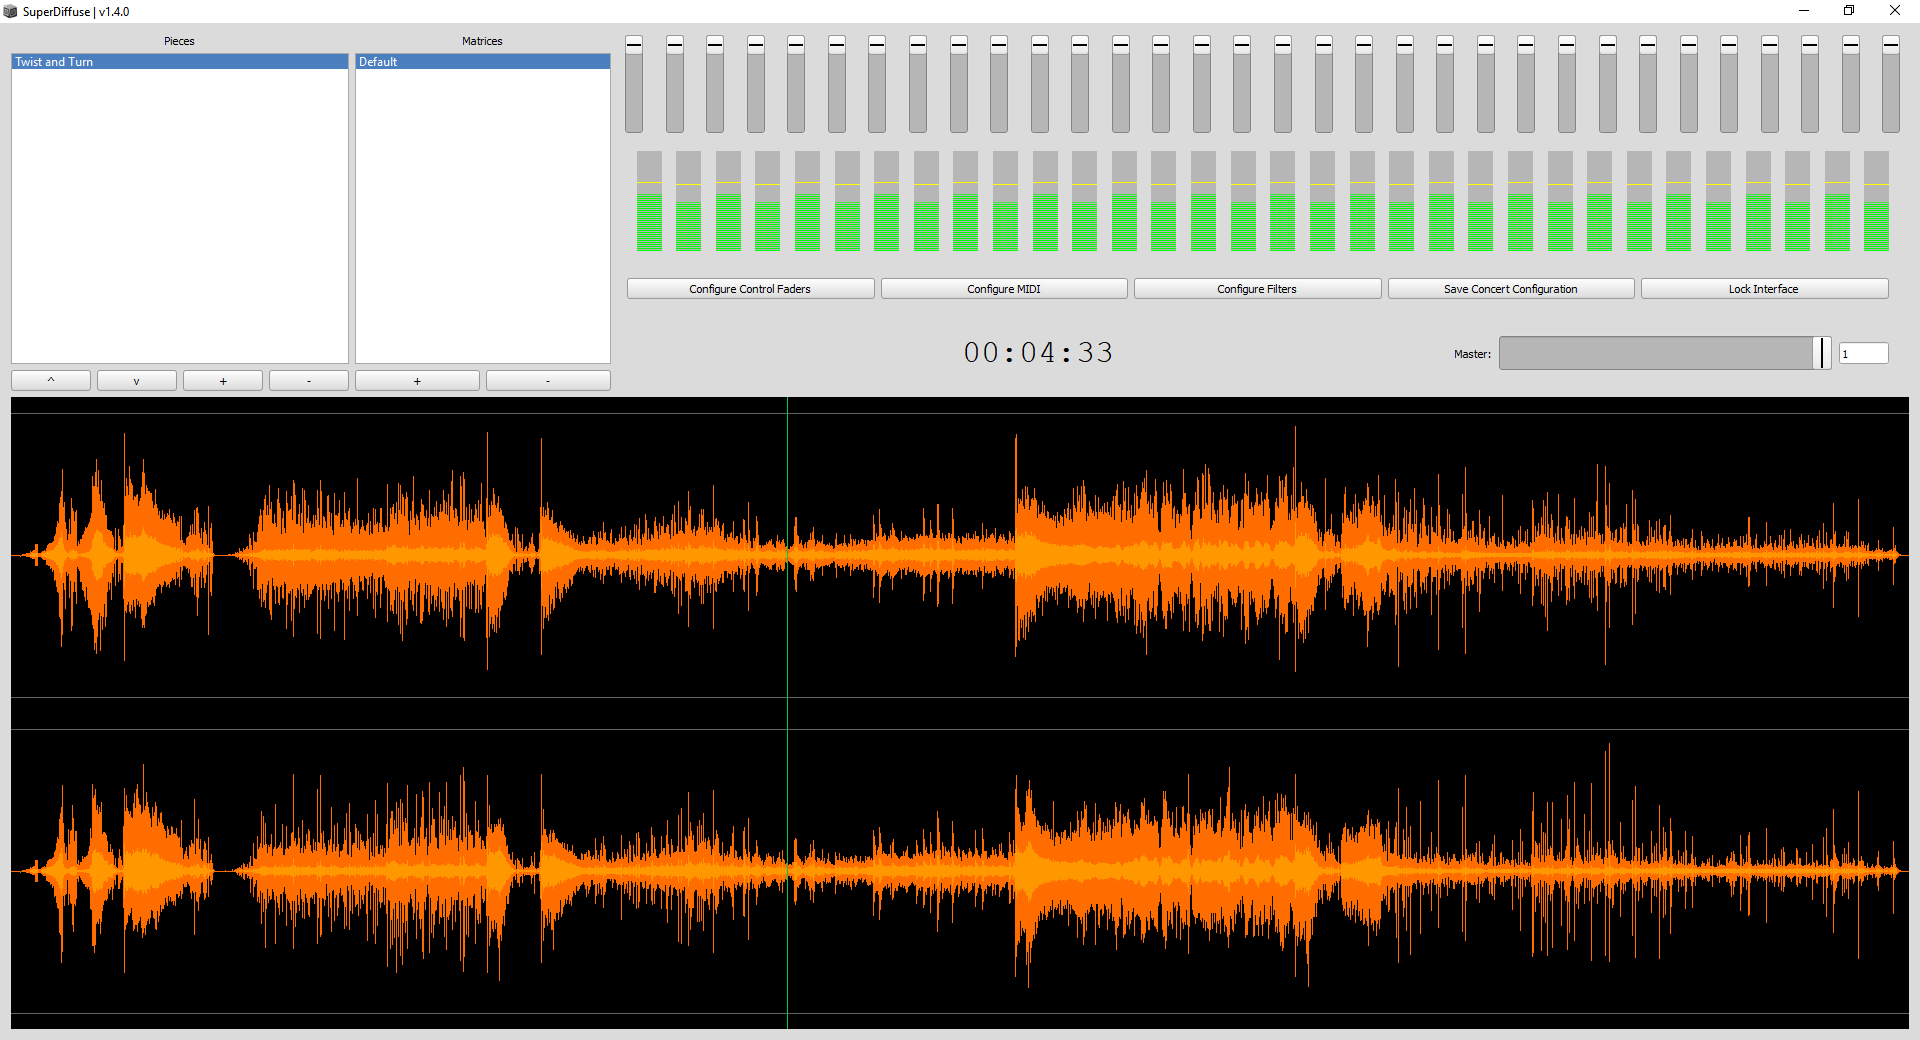 SuperDiffuse | v1.4.0
Pieces
Matrices
Twist and Turn
Default
Configure Control Faders
Configure MIDI
Configure Filters
Save Concert Configuration
Lock Interface
00:04:33
Master:
1
^
v
+
-
+
-